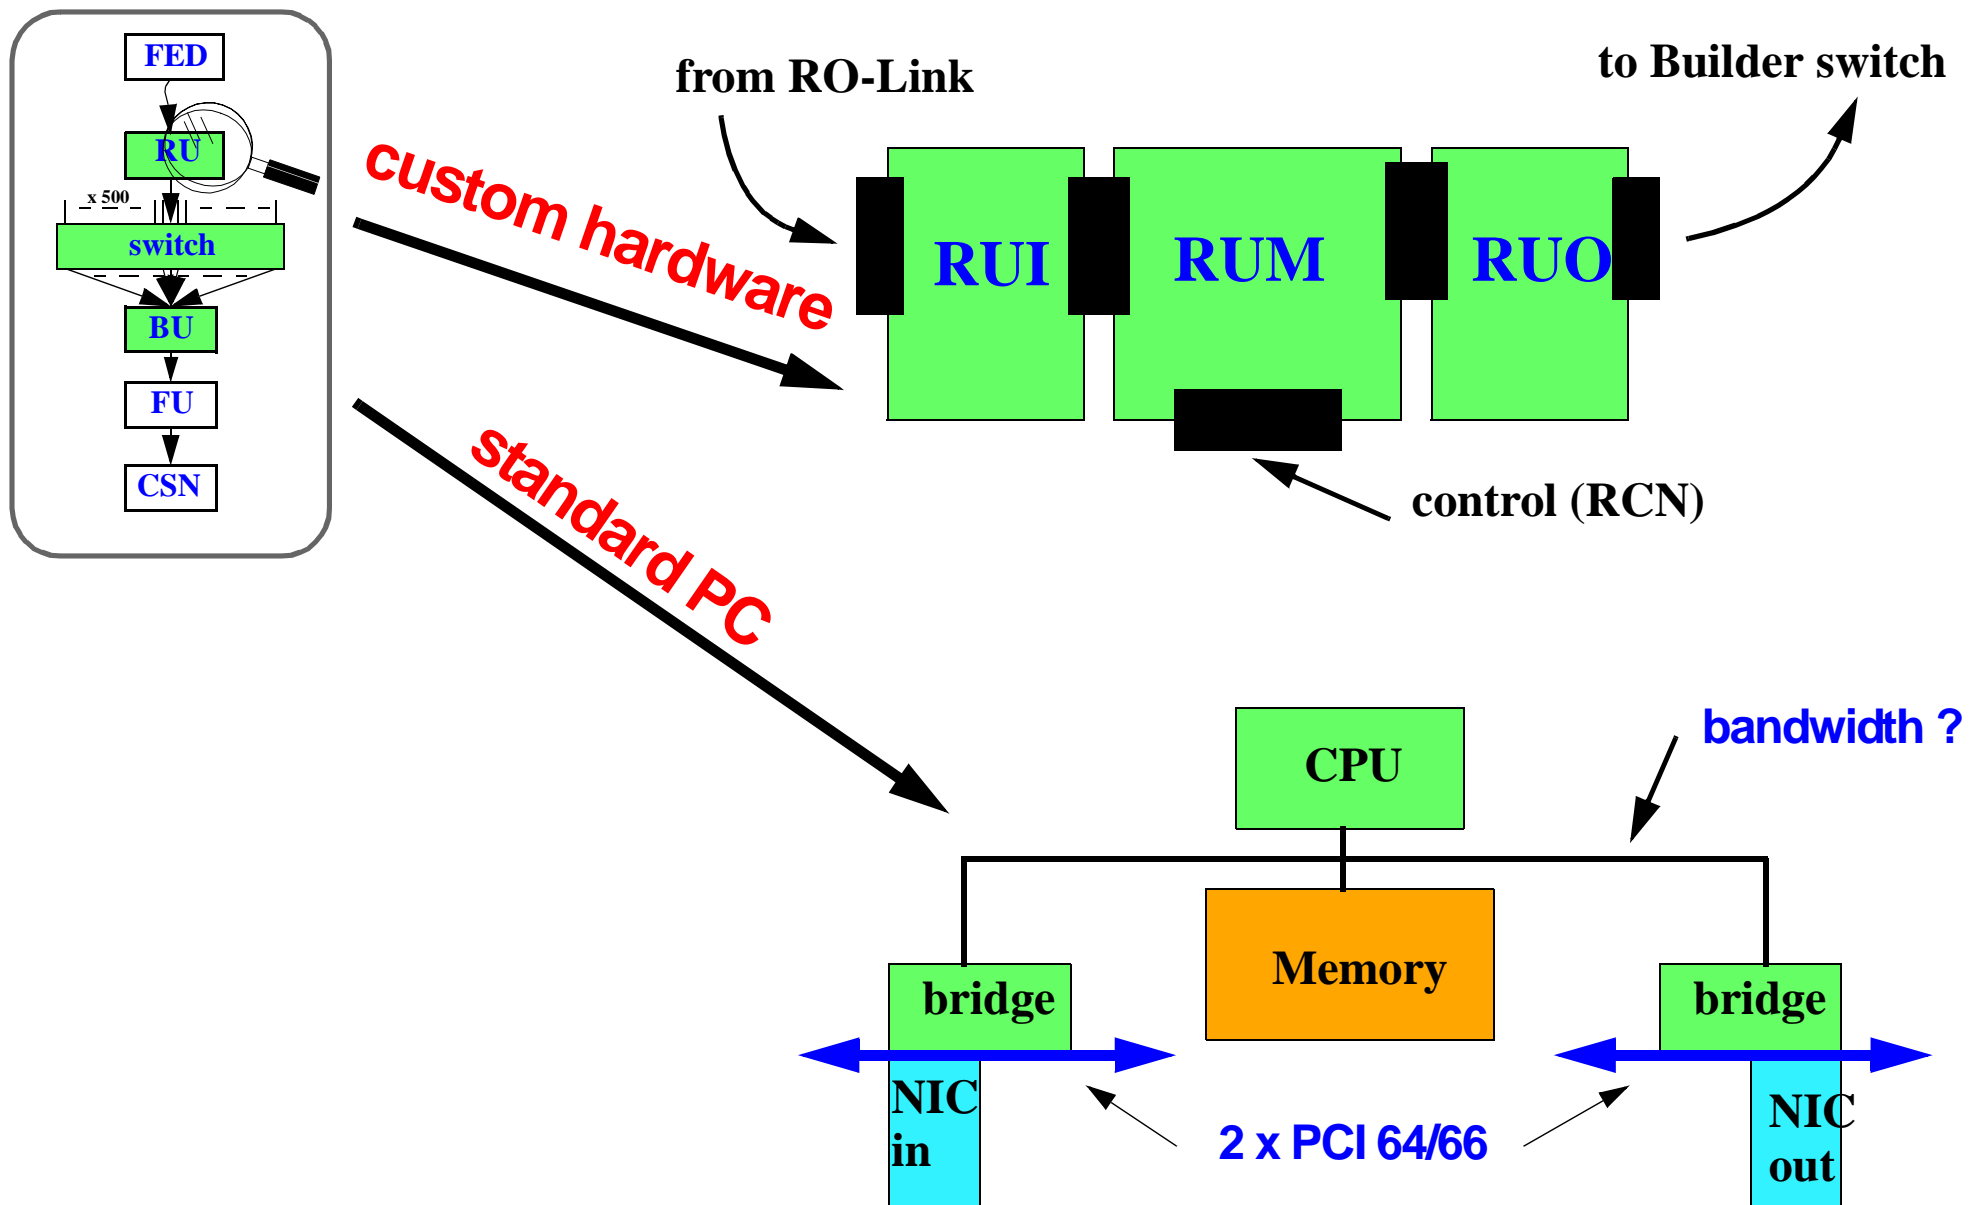 FED
RU
x 500
switch
BU
FU
CSN
custom hardware
standard PC
from RO-Link
to Builder switch
RUI
RUM
RUO
control (RCN)
bandwidth ?
CPU
Memory
bridge
bridge
NIC
in
2 x PCI 64/66
NIC
out